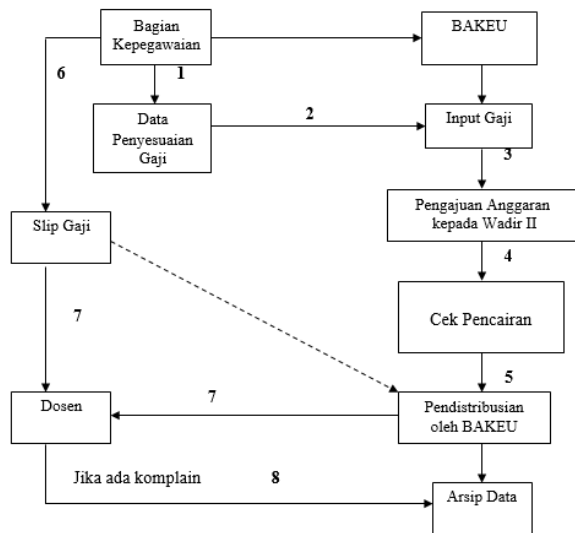 Bagian
Kepegawaian
BAKEU
6
1
Data
Penyesuaian
Gaji
2
Input Gaji
3
Pengajuan Anggaran
kepada Wadir II
Slip Gaji
4
Cek Pencairan
7
5
7
Dosen
Pendistribusian
oleh BAKEU
Jika ada komplain
8
Arsip Data